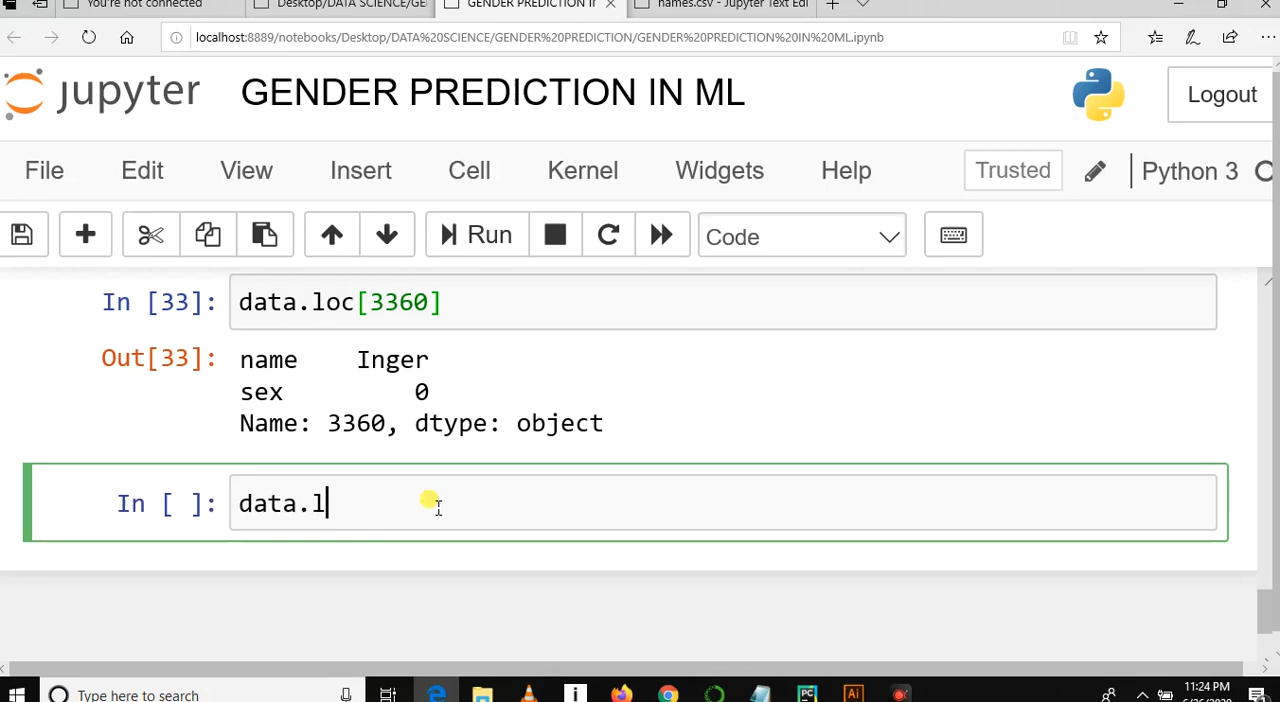 You're not connected
Desktop/DATA SCIENCE/GE
GENDER PREDICTION IN
names.csv - Jupyter Text Edi
localhost:8889/notebooks/Desktop/DATA%20SCIENCE/GENDER%20PREDICTION/GENDER%20PREDICTION%20IN%20ML.ipynb
jupyter GENDER PREDICTION IN ML Logout
File Edit View Insert Cell Kernel Widgets Help Trusted Python 3
Run Code
In [33]: data.loc[3360]
Out[33]: name Inger
sex 0
Name: 3360, dtype: object
In [ ]: data.l
Type here to search
PC Ai 11:24 PM